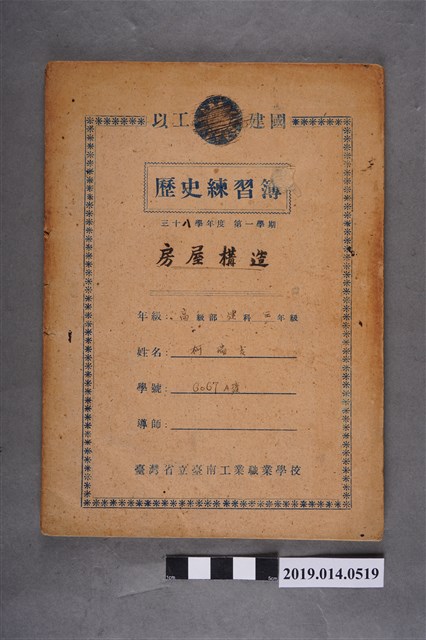 以工 建國
歷史練習簿
三十八學年度 第一學期
房屋構造
年級: 高級部 建科 三年級
姓名: 柯
學號: 6067
導師:
臺灣省立臺南工業職業學校
2019.014.0519